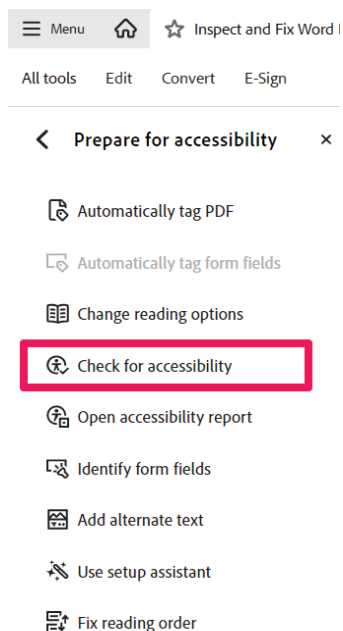 Menu
Inspect and Fix Word
All tools Edit Convert E-Sign
Prepare for accessibility
Automatically tag PDF
Automatically tag form fields
Change reading options
Check for accessibility
Open accessibility report
Identify form fields
Add alternate text
Use setup assistant
Fix reading order